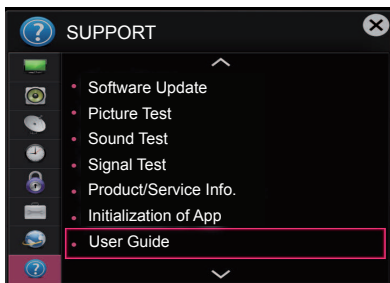 SUPPORT
Software Update
Picture Test
Sound Test
Signal Test
Product/Service Info.
Initialization of App
User Guide